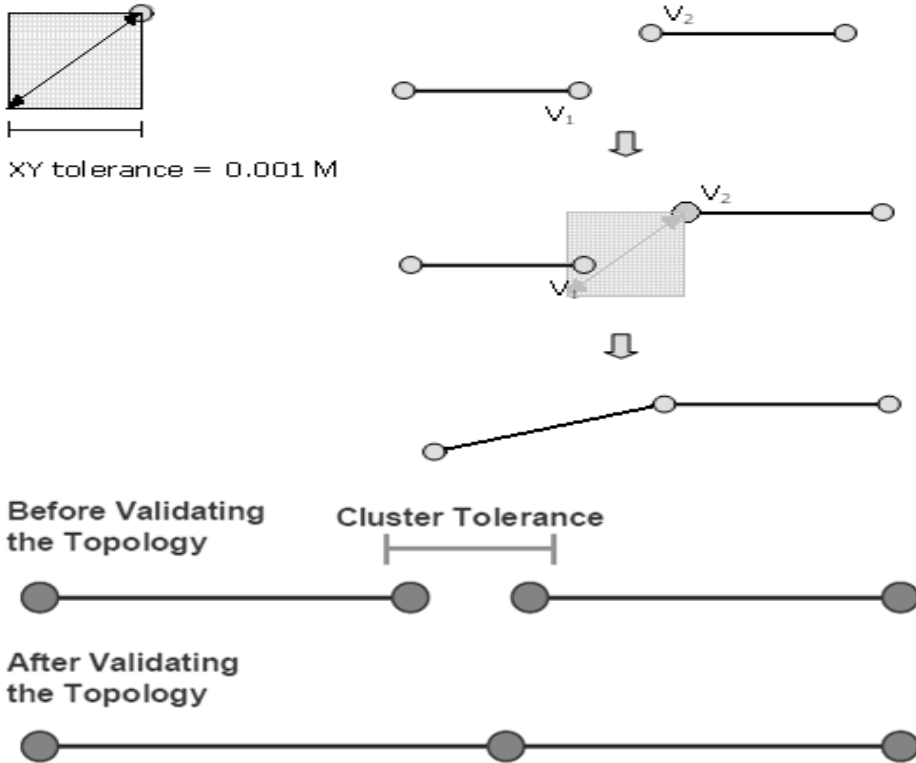 V₂
V₁
XY tolerance = 0.001 M
V₂
V₁
Before Validating
the Topology
Cluster Tolerance
After Validating
the Topology